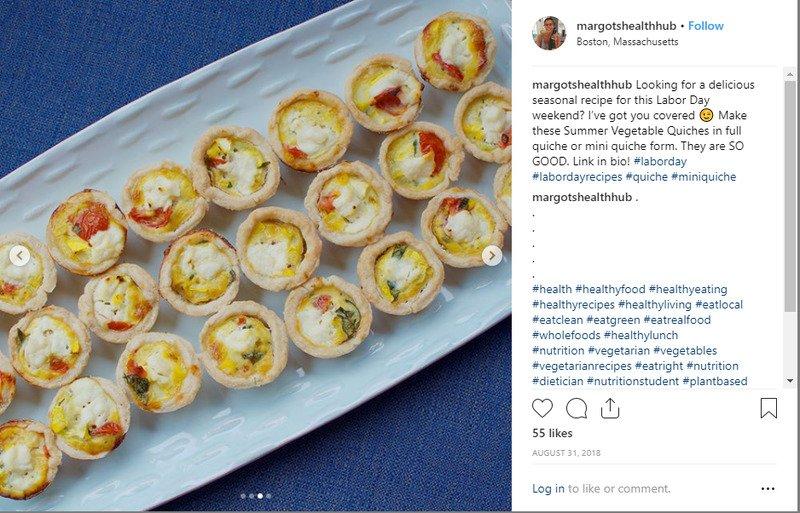 margotshealthhub • Follow
Boston, Massachusetts
margotshealthhub Looking for a delicious
seasonal recipe for this Labor Day
weekend? I've got you covered 😉 Make
these Summer Vegetable Quiches in full
quiche or mini quiche form. They are SO
GOOD. Link in bio! #laborday
#labordayrecipes #quiche #miniquiche
margotshealthhub .
.
.
.
.
.
#health #healthyfood #healthyeating
#healthyrecipes #healthyliving #eatlocal
#eatclean #eatgreen #eatrealfood
#wholefoods #healthylunch
#nutrition #vegetarian #vegetables
#vegetarianrecipes #eatright #nutrition
#dietician #nutritionstudent #plantbased
55 likes
AUGUST 31, 2018
Log in to like or comment.